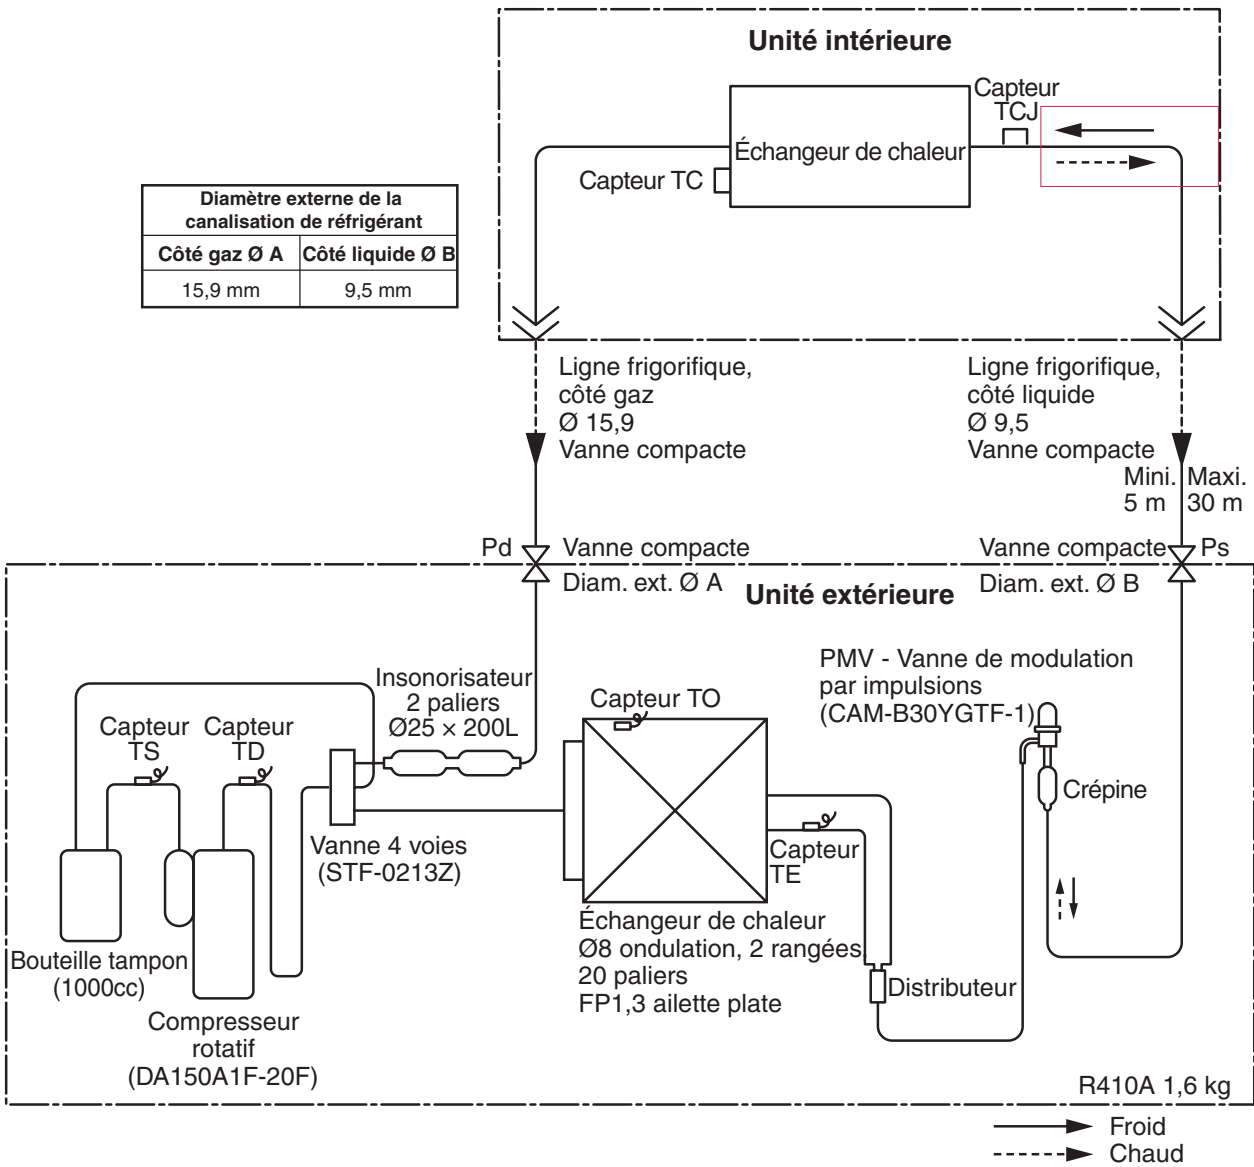 Unité intérieure
Capteur
TCJ
Échangeur de chaleur
Capteur TC
Diamètre externe de la
canalisation de réfrigérant
Côté gaz Ø A
Côté liquide Ø B
15,9 mm
9,5 mm
Ligne frigorifique,
côté gaz
Ø 15,9
Vanne compacte
Ligne frigorifique,
côté liquide
Ø 9,5
Vanne compacte
Mini.
5 m
Maxi.
30 m
Pd
Vanne compacte
Vanne compacte
Ps
Diam. ext. Ø A
Diam. ext. Ø B
Unité extérieure
PMV - Vanne de modulation
par impulsions
(CAM-B30YGTF-1)
Insonorisateur
2 paliers
Ø25 × 200L
Capteur TO
Capteur
TS
Capteur
TD
Crépine
Vanne 4 voies
(STF-0213Z)
Capteur
TE
Échangeur de chaleur
Ø8 ondulation, 2 rangées
20 paliers
FP1,3 ailette plate
Bouteille tampon
(1000cc)
Distributeur
Compresseur
rotatif
(DA150A1F-20F)
R410A 1,6 kg
Froid
Chaud